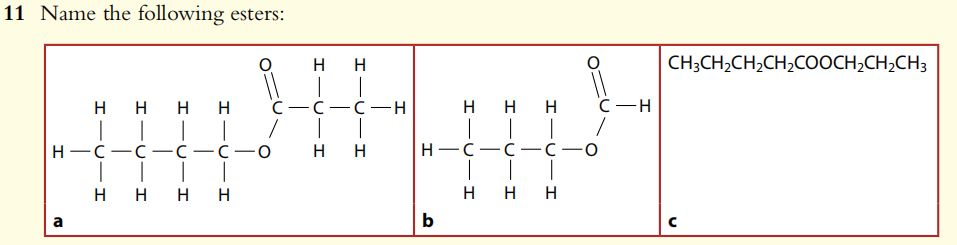 11 Name the following esters:
O H H
H H H H C—C—C—H
H—C—C—C—C—O H H
H H H H
a
O
H H H C—H
H—C—C—C—O
H H H
b
CH₃CH₂CH₂CH₂COOCH₂CH₂CH₃
c